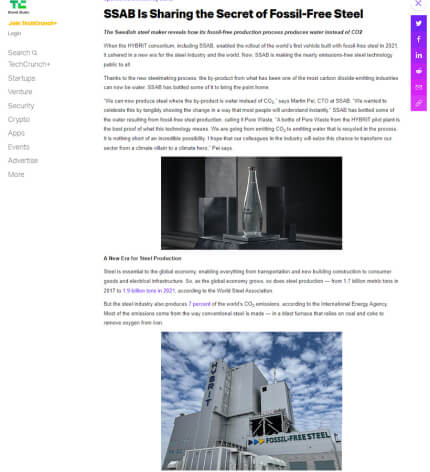 Join TechCrunch+
Login
Search
TechCrunch+
Startups
Venture
Security
Crypto
Apps
Events
Advertise
More
SSAB Is Sharing the Secret of Fossil-Free Steel
The Swedish steel maker reveals how its fossil-free production process produces water instead of CO2
When the HYBRIT consortium, including SSAB, enabled the rollout of the world's first vehicle built with fossil-free steel in 2021,
it ushered in a new era for the steel industry and the world. Now, SSAB is making the nearly emissions-free steel technology
public to all.
Thanks to the new steelmaking process, the by-product from what has been one of the most carbon dioxide-emitting industries
can now be water. SSAB has bottled some of it to bring the point home.
"We can now produce steel where the by-product is water instead of CO2," says Martin Pei, CTO at SSAB. "We wanted to
celebrate this by tangibly showing the change in a way that most people will understand instantly." SSAB has bottled some of
the water resulting from fossil-free steel production, calling it Pure Waste. "A bottle of Pure Waste from the HYBRIT pilot plant is
the best proof of what this technology means. We are going from emitting CO2 to emitting water that is recycled in the process.
It is nothing short of an incredible possibility. I hope that our colleagues in the industry will seize this chance to transform our
sector from a climate villain to a climate hero," Pei says.
A New Era for Steel Production
Steel is essential to the global economy, enabling everything from transportation and new building construction to consumer
goods and electrical infrastructure. So, as the global economy grows, so does steel production — from 1.7 billion metric tons in
2017 to 1.9 billion tons in 2021, according to the World Steel Association.
But the steel industry also produces 7 percent of the world's CO2 emissions, according to the International Energy Agency.
Most of the emissions come from the way conventional steel is made — in a blast furnace that relies on coal and coke to
remove oxygen from iron.
HYBRIT
FOSSIL-FREE STEEL